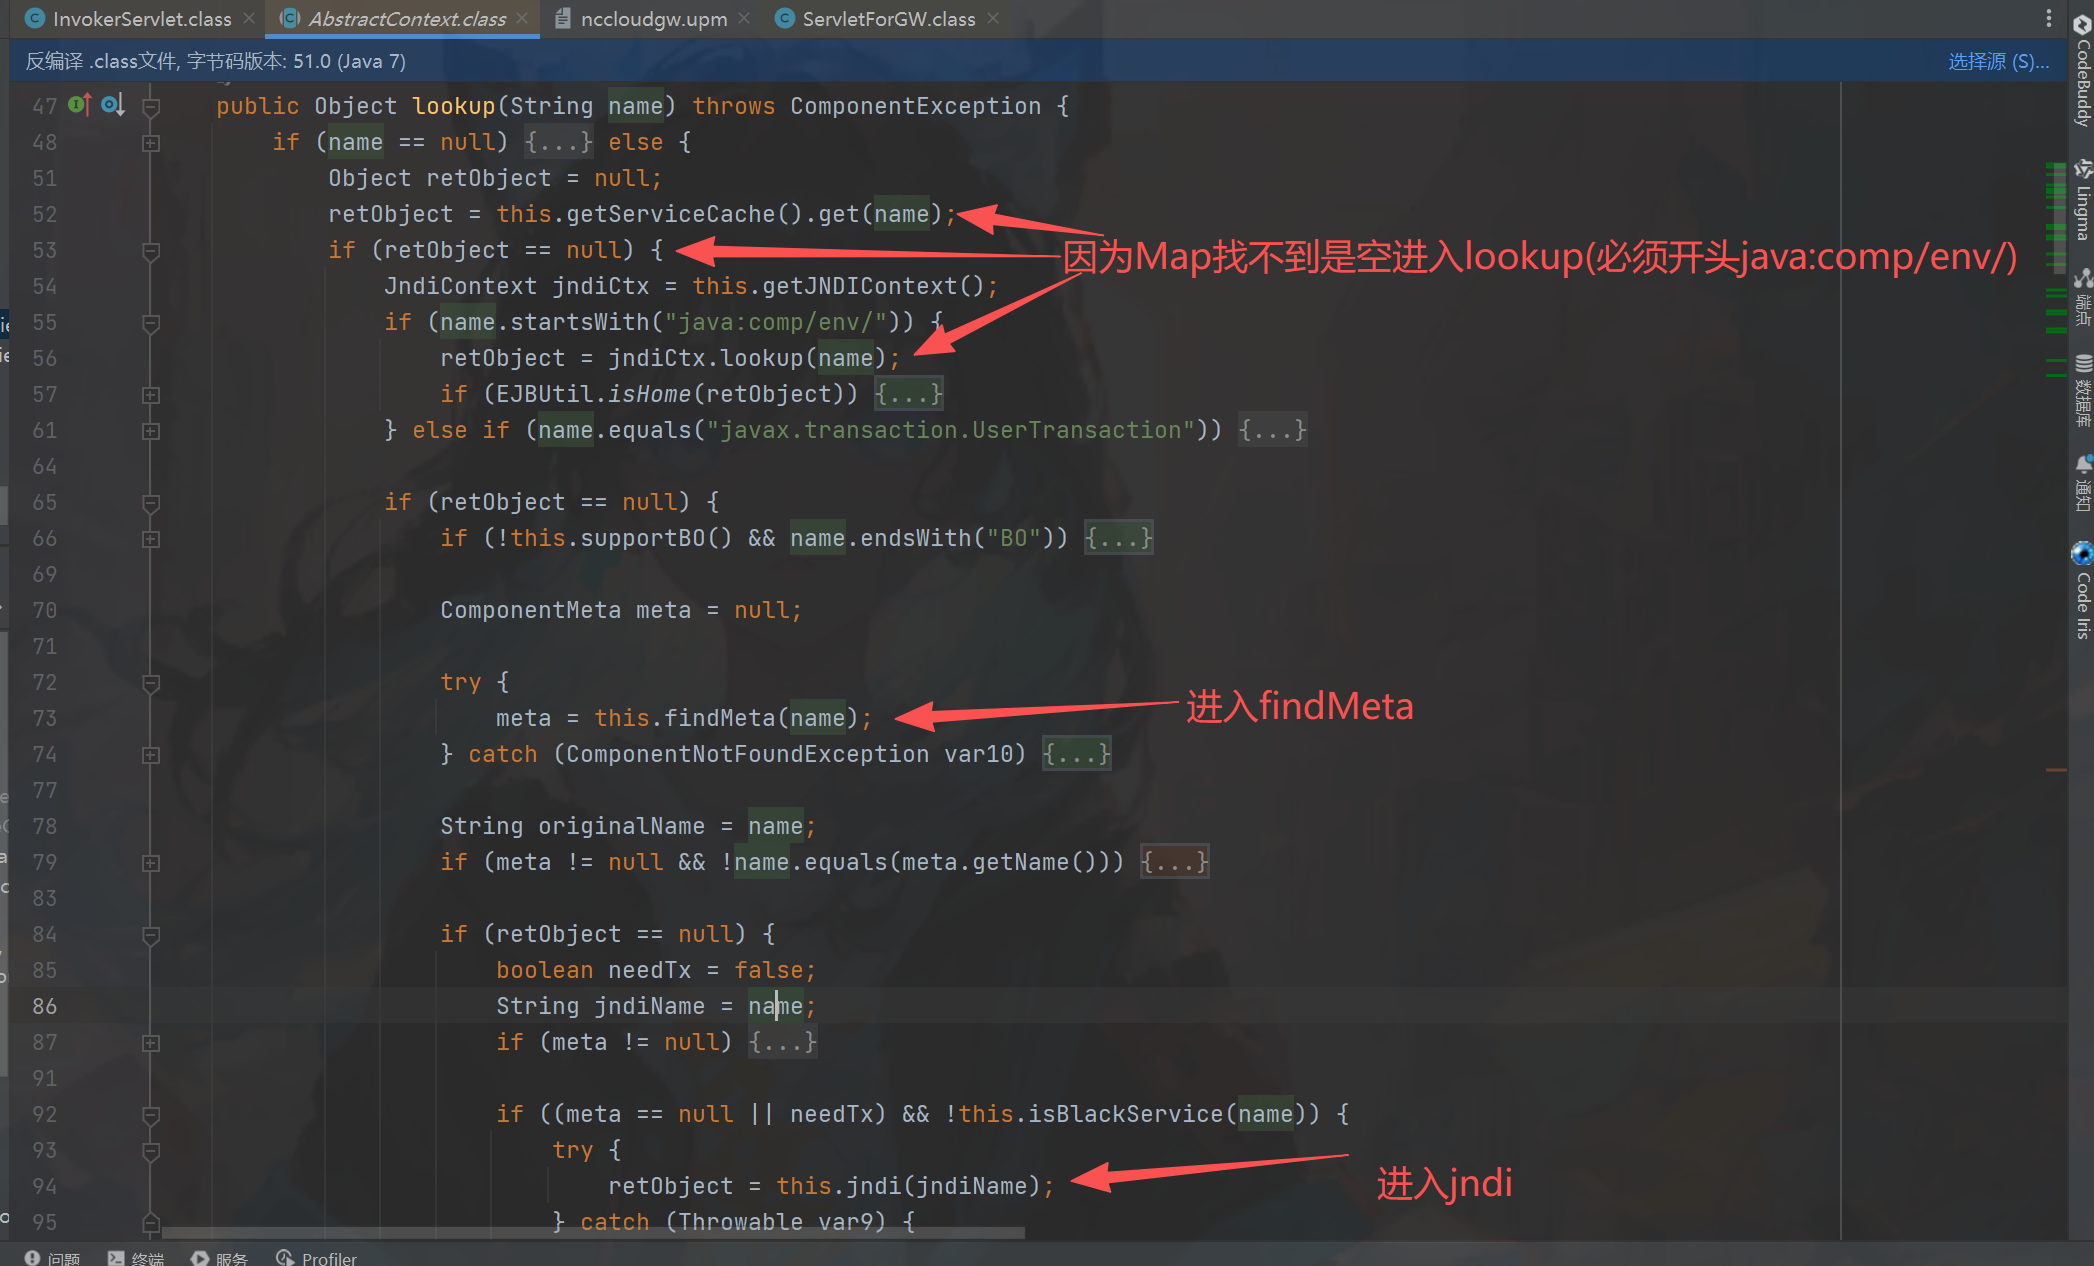 InvokerServlet.class
AbstractContext.class
nccloudgw.upm
ServletForGW.class
反编译 .class文件, 字节码版本: 51.0 (Java 7)
选择源 (S)...
47 public Object lookup(String name) throws ComponentException {
48 if (name == null) {...} else {
51 Object retObject = null;
52 retObject = this.getServiceCache().get(name);
53 if (retObject == null) {
因为Map找不到是空进入lookup(必须开头java:comp/env/)
54 JndiContext jndiCtx = this.getJNDIContext();
55 if (name.startsWith("java:comp/env/")) {
56 retObject = jndiCtx.lookup(name);
57 if (EJBUtil.isHome(retObject)) {...}
61 } else if (name.equals("javax.transaction.UserTransaction")) {...}
64
65 if (retObject == null) {
66 if (!this.supportBO() && name.endsWith("BO")) {...}
69
70 ComponentMeta meta = null;
71
72 try {
73 meta = this.findMeta(name);
进入findMeta
74 } catch (ComponentNotFoundException var10) {...}
77
78 String originalName = name;
79 if (meta != null && !name.equals(meta.getName())) {...}
83
84 if (retObject == null) {
85 boolean needTx = false;
86 String jndiName = name;
87 if (meta != null) {...}
91
92 if ((meta == null || needTx) && !this.isBlackService(name)) {
93 try {
94 retObject = this.jndi(jndiName);
进入jndi
95 } catch (Throwable var9) {
CodeBuddy
Lingma
端点
数据库
通知
Code Iris
问题
终端
服务
Profiler